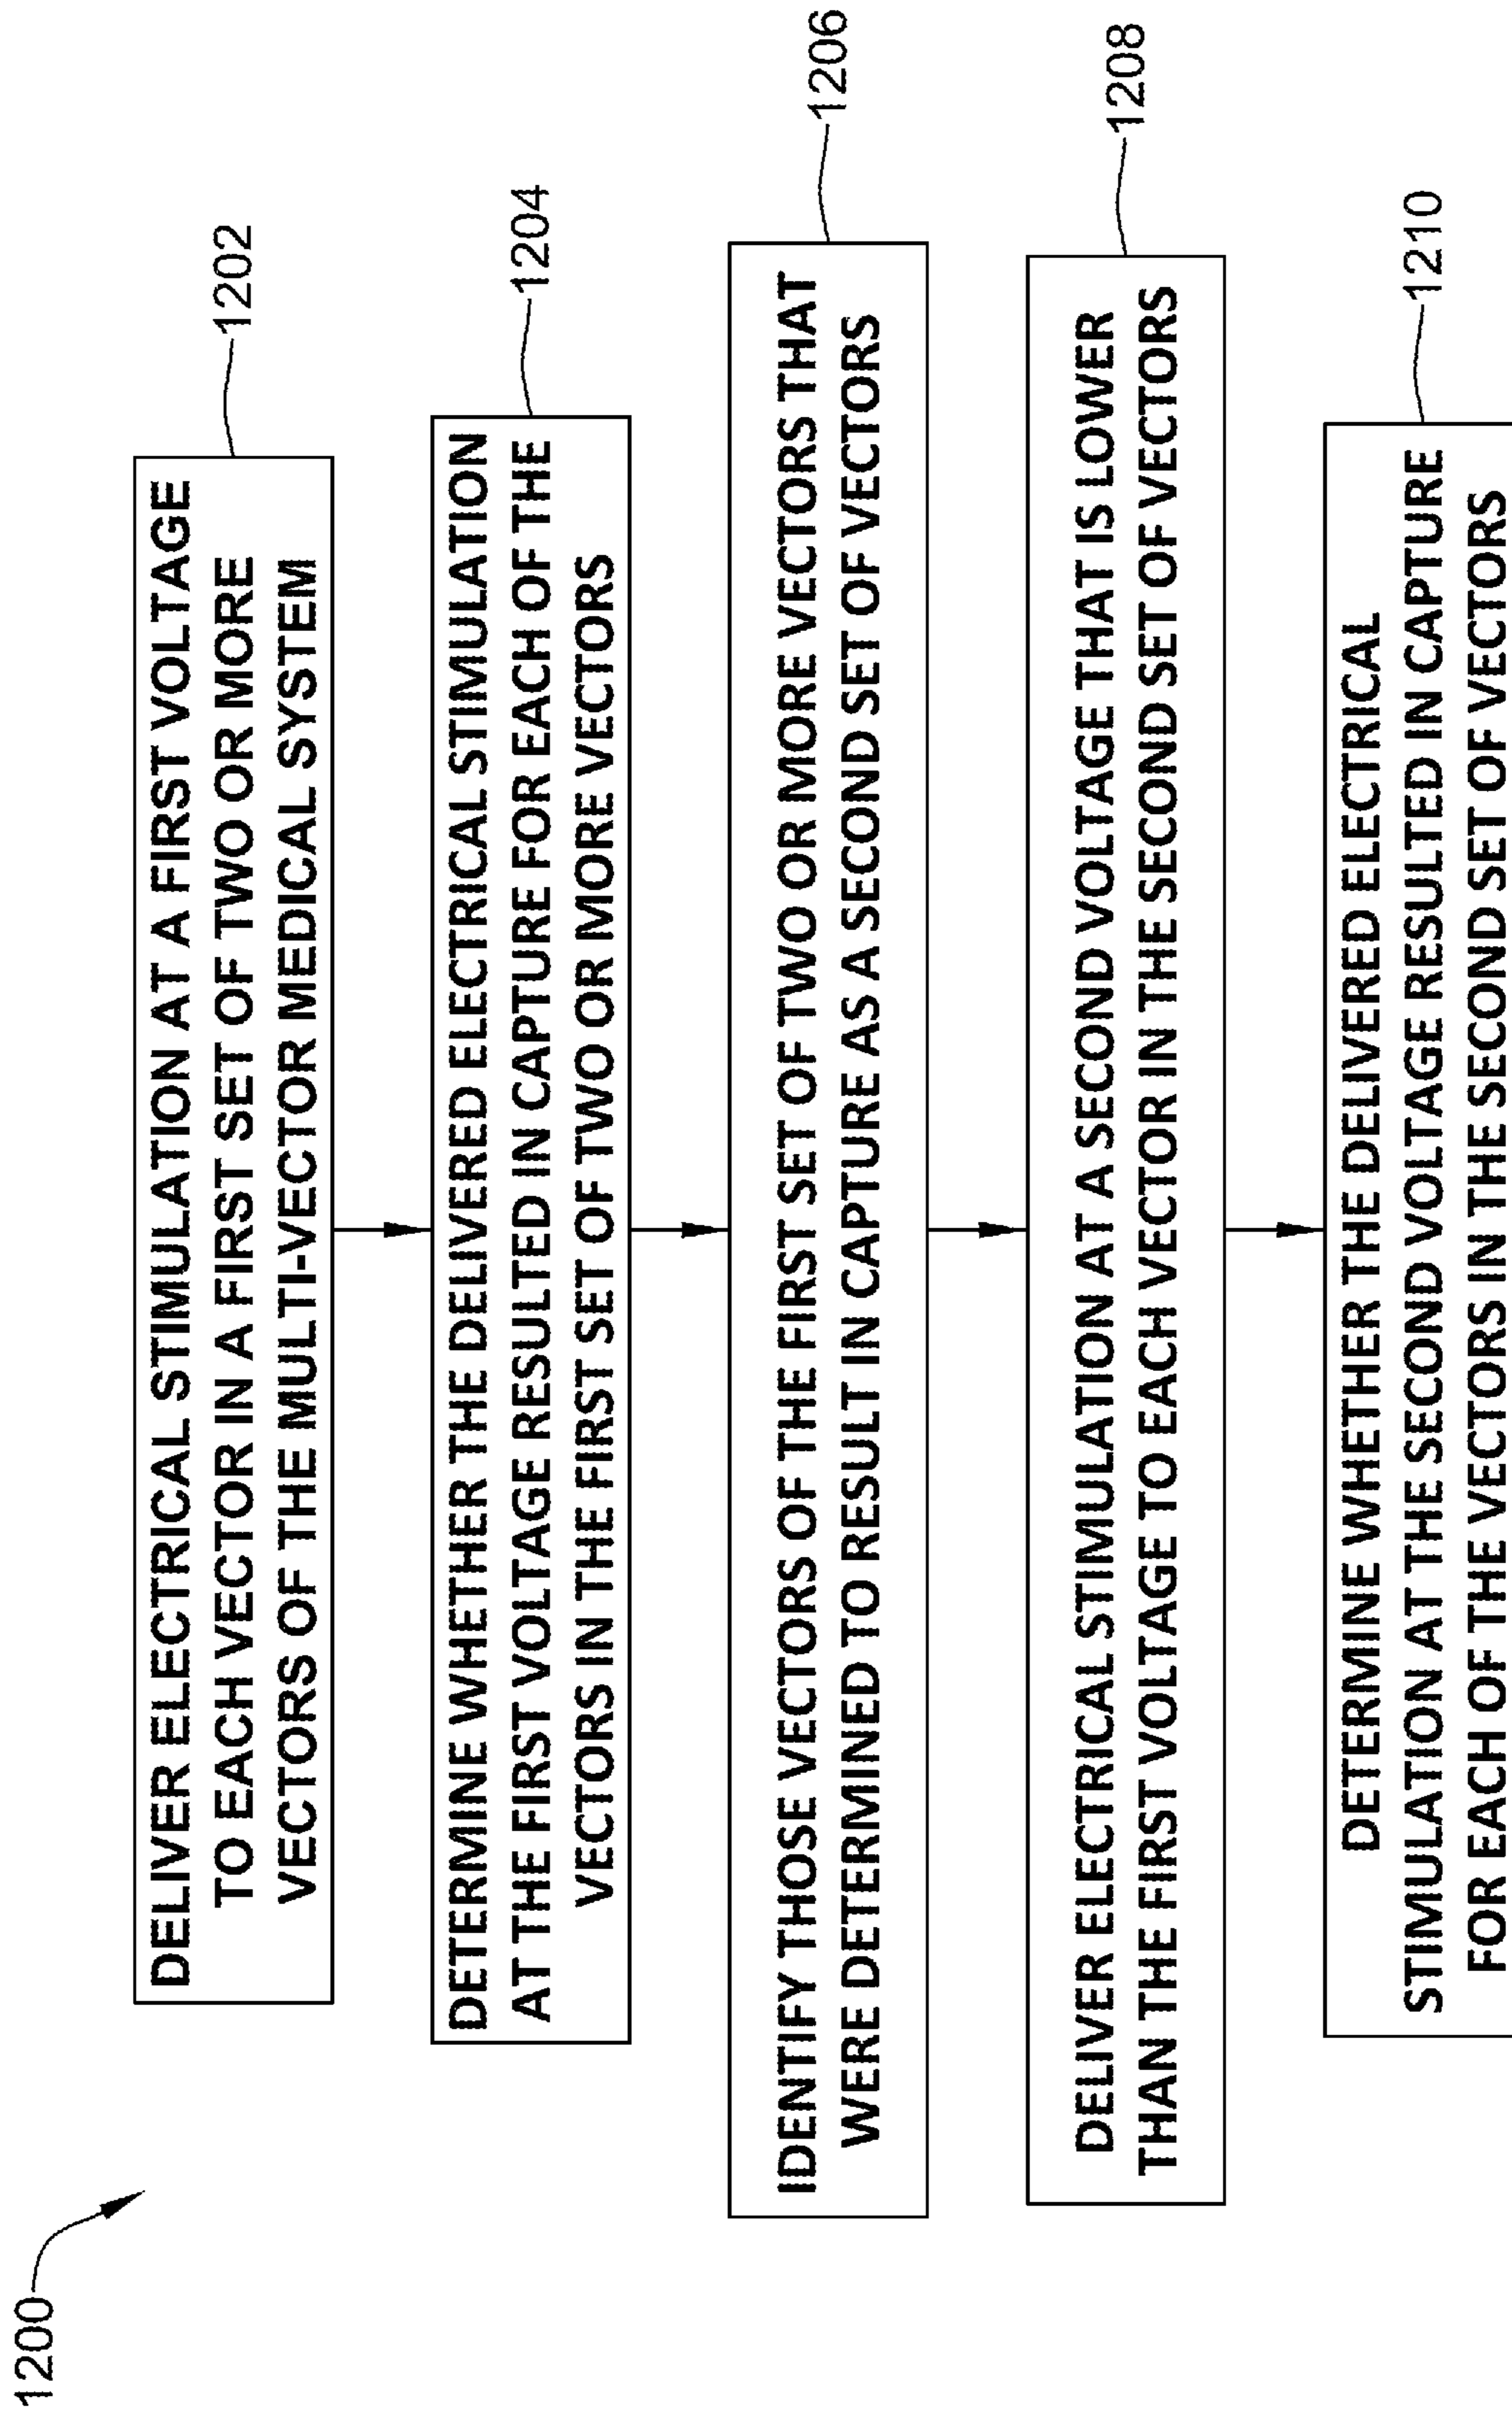 1200
DELIVER ELECTRICAL STIMULATION AT A FIRST VOLTAGE
TO EACH VECTOR IN A FIRST SET OF TWO OR MORE
VECTORS OF THE MULTI-VECTOR MEDICAL SYSTEM
1202
DETERMINE WHETHER THE DELIVERED ELECTRICAL STIMULATION
AT THE FIRST VOLTAGE RESULTED IN CAPTURE FOR EACH OF THE
VECTORS IN THE FIRST SET OF TWO OR MORE VECTORS
1204
IDENTIFY THOSE VECTORS OF THE FIRST SET OF TWO OR MORE VECTORS THAT
WERE DETERMINED TO RESULT IN CAPTURE AS A SECOND SET OF VECTORS
1206
DELIVER ELECTRICAL STIMULATION AT A SECOND VOLTAGE THAT IS LOWER
THAN THE FIRST VOLTAGE TO EACH VECTOR IN THE SECOND SET OF VECTORS
1208
DETERMINE WHETHER THE DELIVERED ELECTRICAL
STIMULATION AT THE SECOND VOLTAGE RESULTED IN CAPTURE
FOR EACH OF THE VECTORS IN THE SECOND SET OF VECTORS
1210